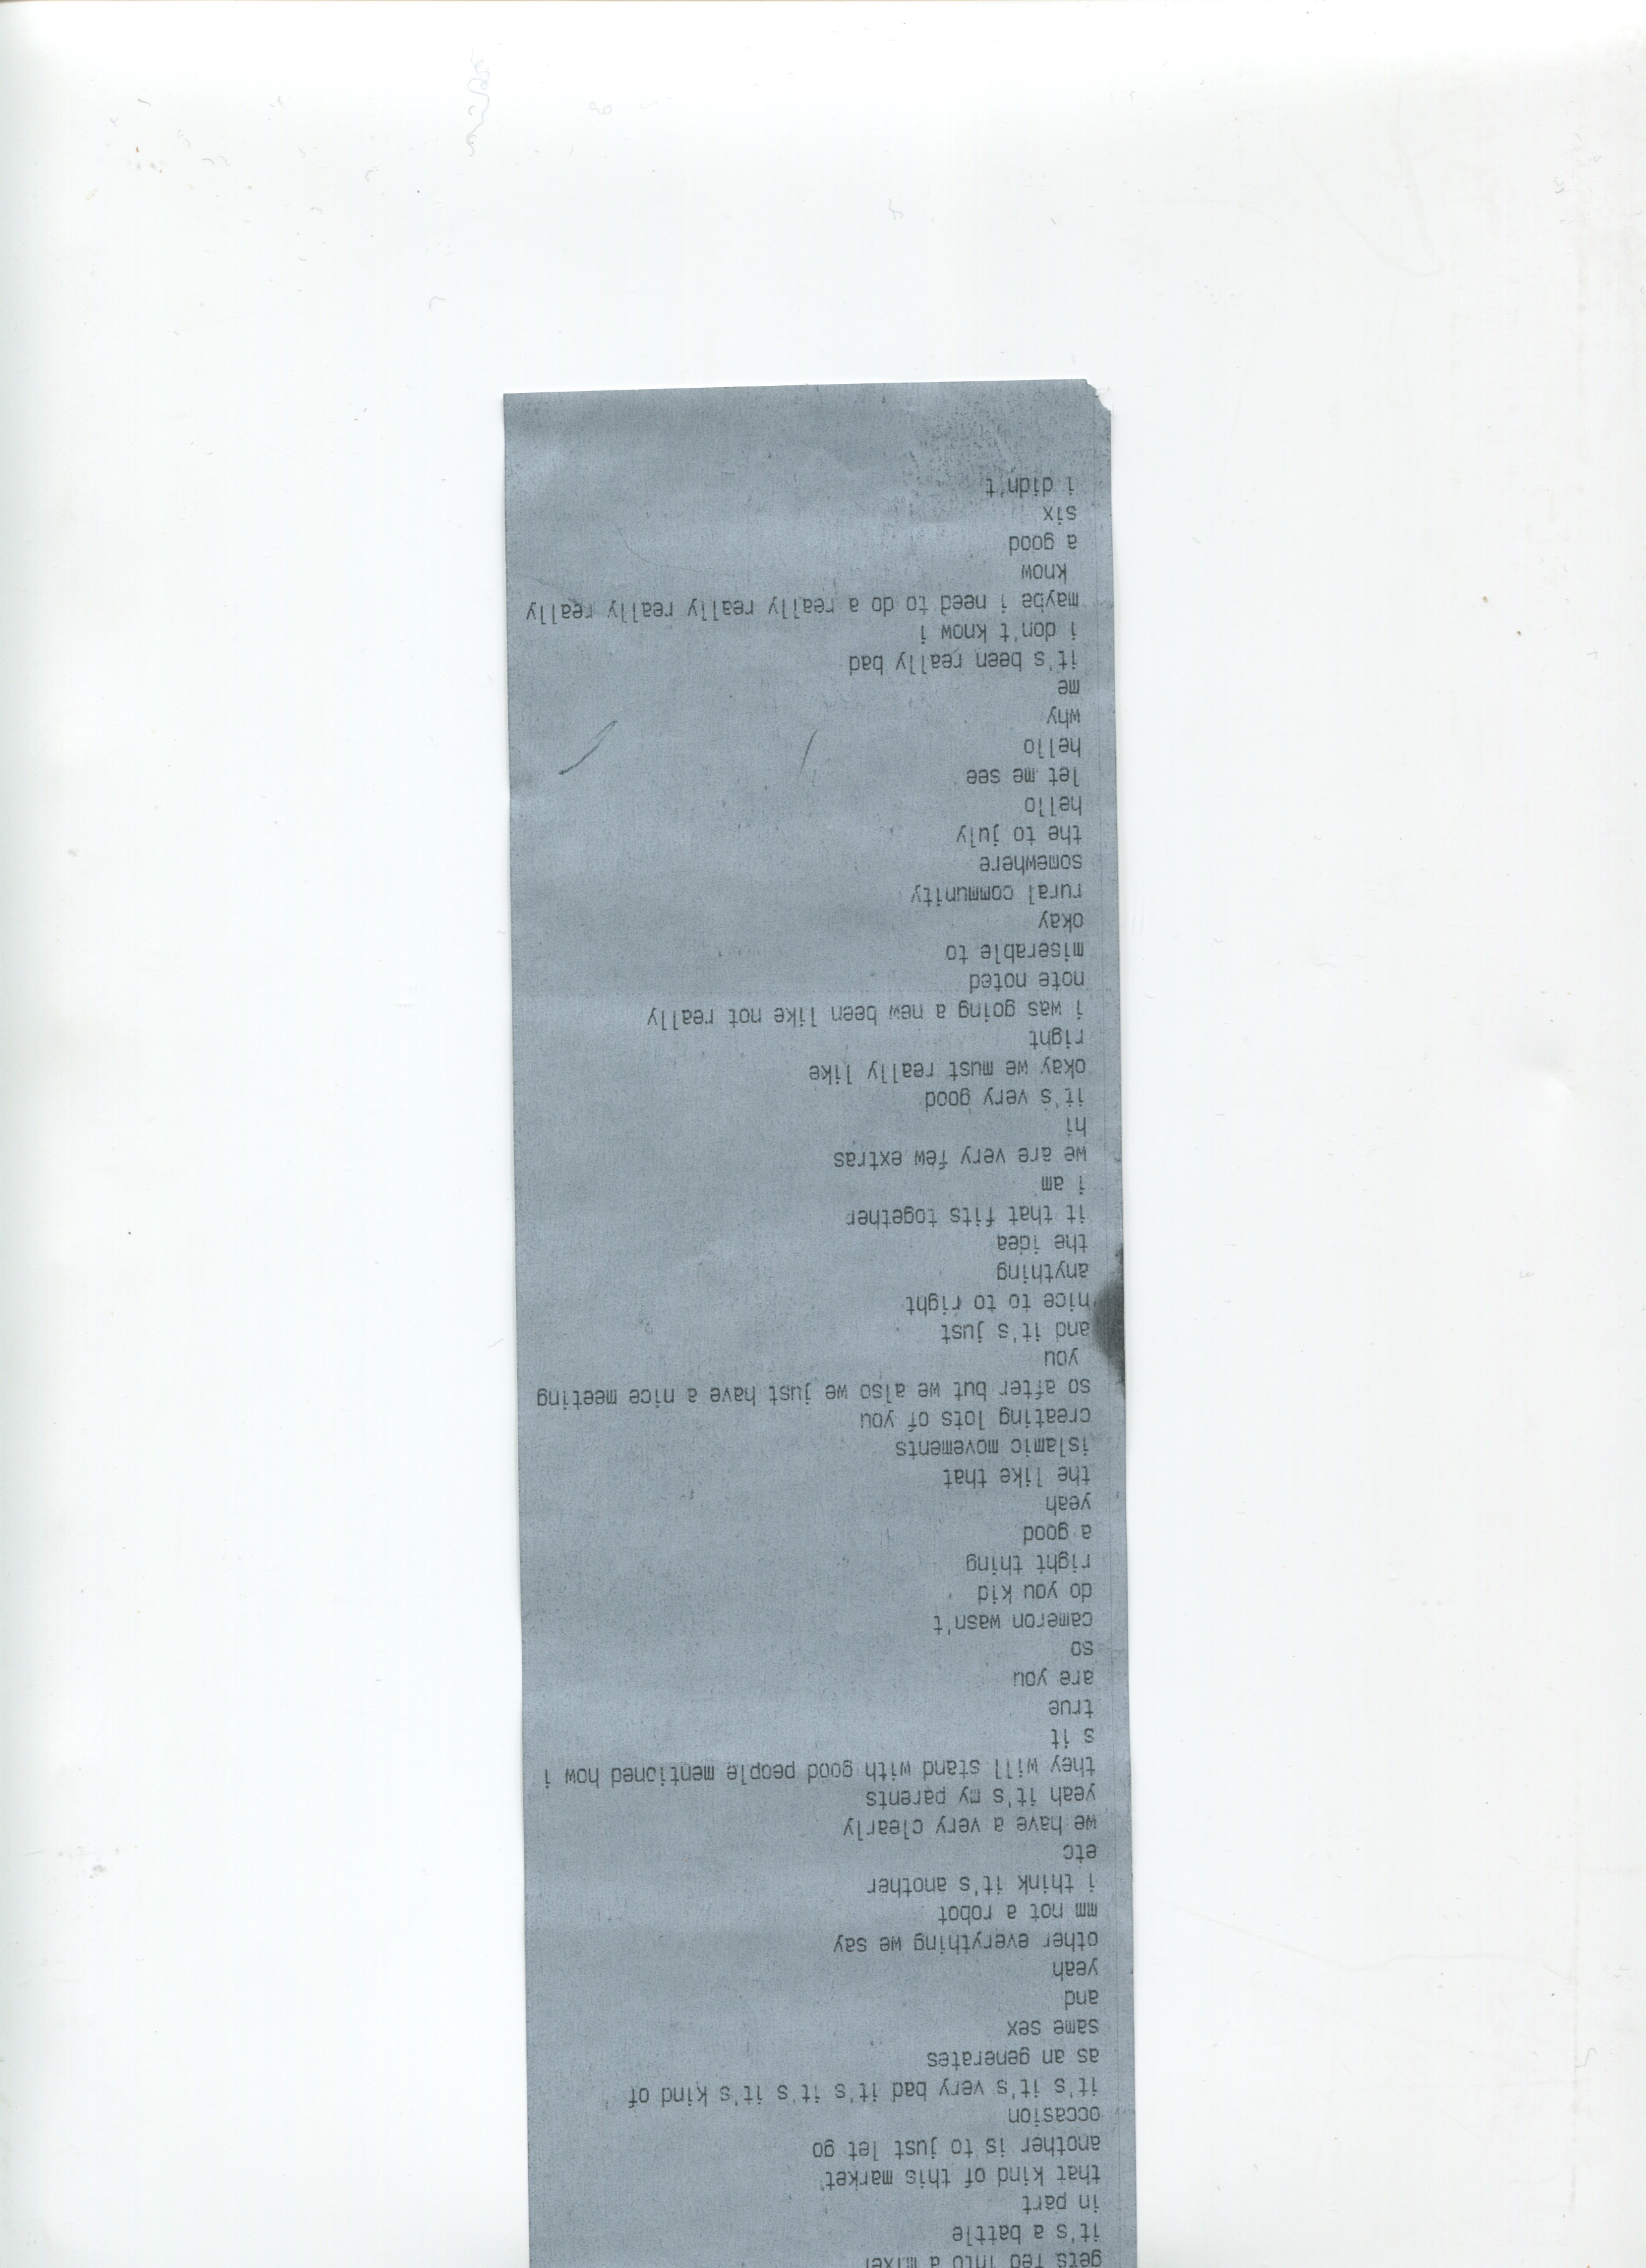 gets fed into a mixer
it's a battle
in part
that kind of this market
another is to just let go
occasion
it's it's very bad it's it's it's kind of
as an generates
same sex
and
yeah
other everything we say
mm not a robot
i think it's another
etc
we have a very clearly
yeah it's my parents
they will stand with good people mentioned how i
s it
true
are you
so
cameron wasn't
do you kid
right thing
a good
yeah
the like that
islamic movements
creating lots of you
so after but we also we just have a nice meeting
you
and it's just
nice to to right
anything
the idea
it that fits together
i am
we are very few extras
hi
it's very good
okay we must really like
right
i was going a new been like not really
note noted
miserable to
okay
rural community
somewhere
the to july
hello
let me see
hello
why
me
it's been really bad
i don't know i
maybe i need to do a really really really really
know
a good
six
i didn't